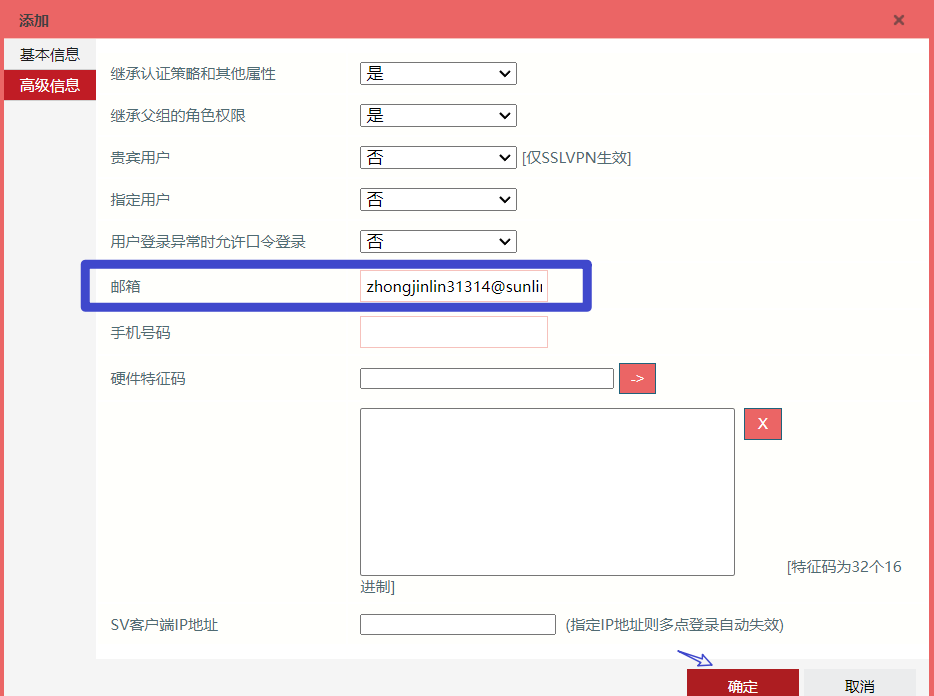 添加 ×
基本信息
高级信息
继承认证策略和其他属性 是
继承父组的角色权限 是
贵宾用户 否 [仅SSLVPN生效]
指定用户 否
用户登录异常时允许口令登录 否
邮箱 zhongjinlin31314@sunlin
手机号码
硬件特征码 ->
X
[特征码为32个16
进制]
SV客户端IP地址 (指定IP地址则多点登录自动失效)
确定 取消